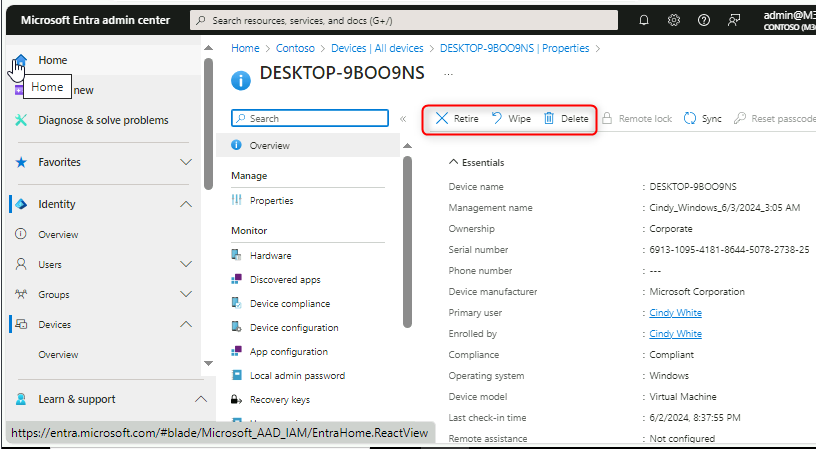 Microsoft Entra admin center
Search resources, services, and docs (G+/)
admin@M3
CONTOSO (M3
Home
Home
new
Diagnose & solve problems
Favorites
Identity
Overview
Users
Groups
Devices
Overview
Learn & support
https://entra.microsoft.com/#blade/Microsoft_AAD_IAM/EntraHome.ReactView
Home > Contoso > Devices | All devices > DESKTOP-9BOO9NS | Properties >
DESKTOP-9BOO9NS ...
Search
«
Overview
Manage
Properties
Monitor
Hardware
Discovered apps
Device compliance
Device configuration
App configuration
Local admin password
Recovery keys
Retire Wipe Delete Remote lock Sync Reset passcode
Essentials
Device name : DESKTOP-9BOO9NS
Management name : Cindy_Windows_6/3/2024_3:05 AM
Ownership : Corporate
Serial number : 6913-1095-4181-8644-5078-2738-25
Phone number : ---
Device manufacturer : Microsoft Corporation
Primary user : Cindy White
Enrolled by : Cindy White
Compliance : Compliant
Operating system : Windows
Device model : Virtual Machine
Last check-in time : 6/2/2024, 8:37:55 PM
Remote assistance : Not configured